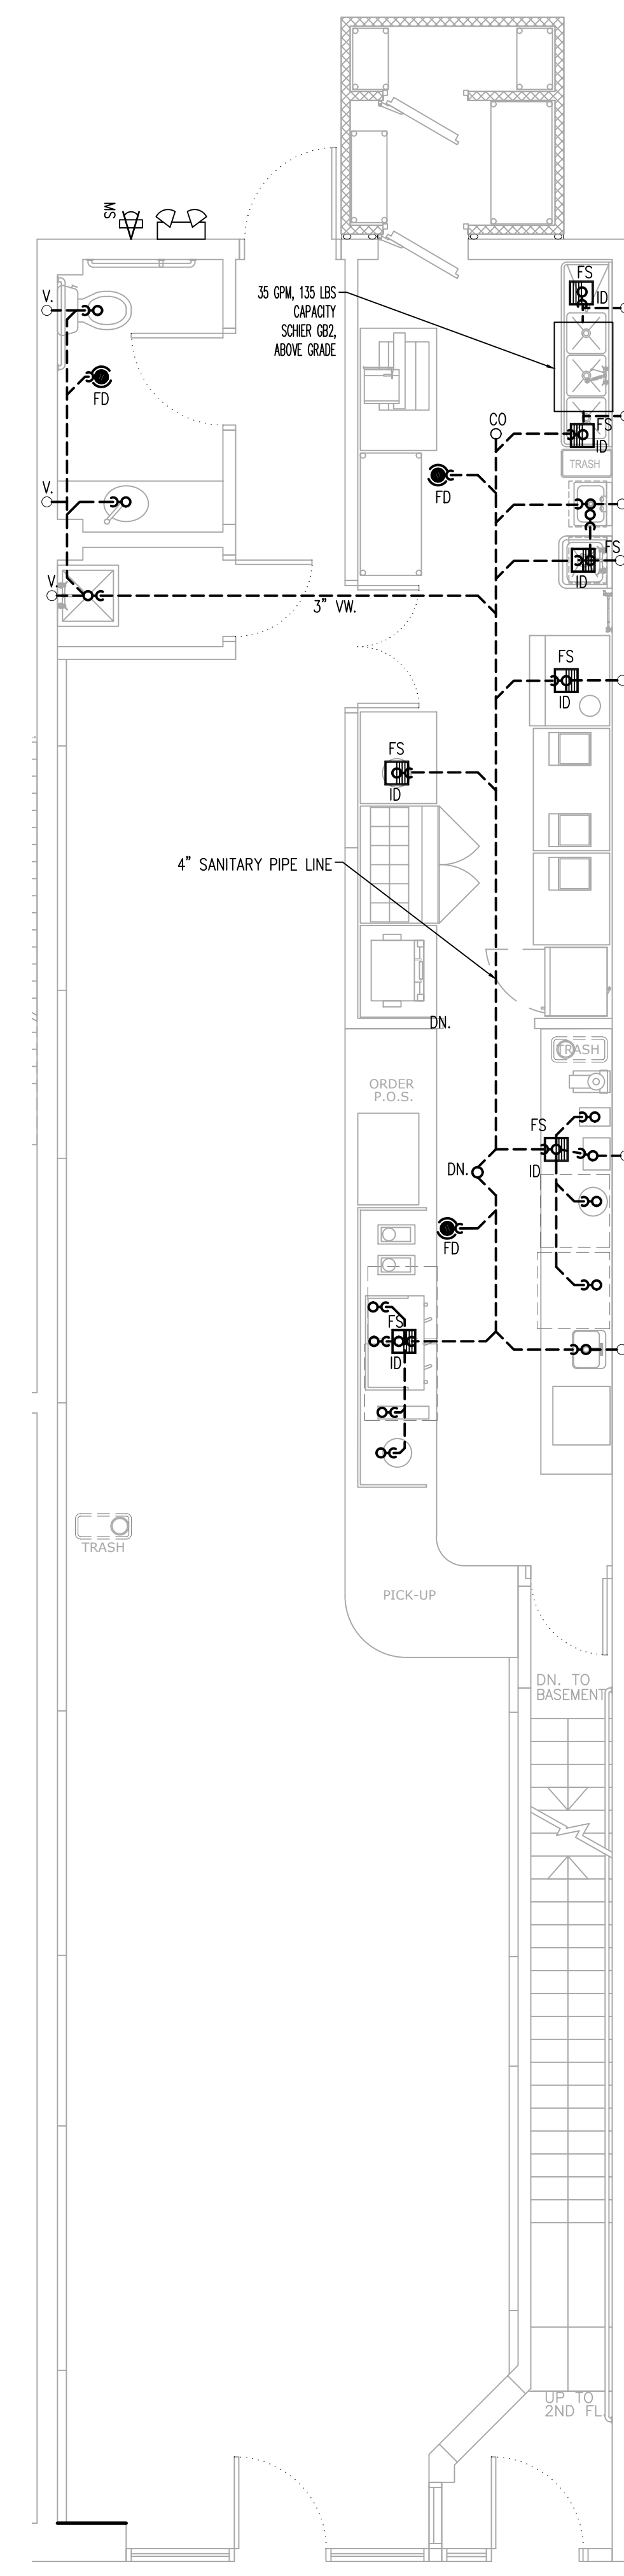 MS
FS
V.
35 GPM, 135 LBS
CAPACITY
SCHIER GB2,
ABOVE GRADE
ID
FD
CO
FS
ID
TRASH
FD
V.
FS
ID
V.
3" VW.
FS
ID
FS
ID
4" SANITARY PIPE LINE
DN.
TRASH
ORDER
P.O.S.
FS
DN.
ID
FD
FS
ID
TRASH
PICK-UP
DN. TO
BASEMENT
UP TO
2ND FL.